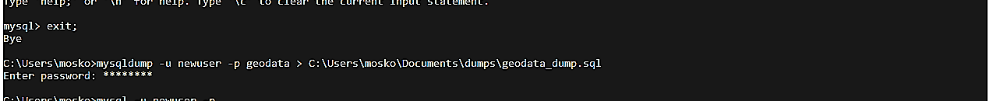 Type 'help;' or '\h' for help. Type '\c' to clear the current input statement.
mysql> exit;
Bye
C:\Users\mosko>mysqldump -u newuser -p geodata > C:\Users\mosko\Documents\dumps\geodata_dump.sql
Enter password: ********
C:\Users\mosko>mysql -u newuser -p